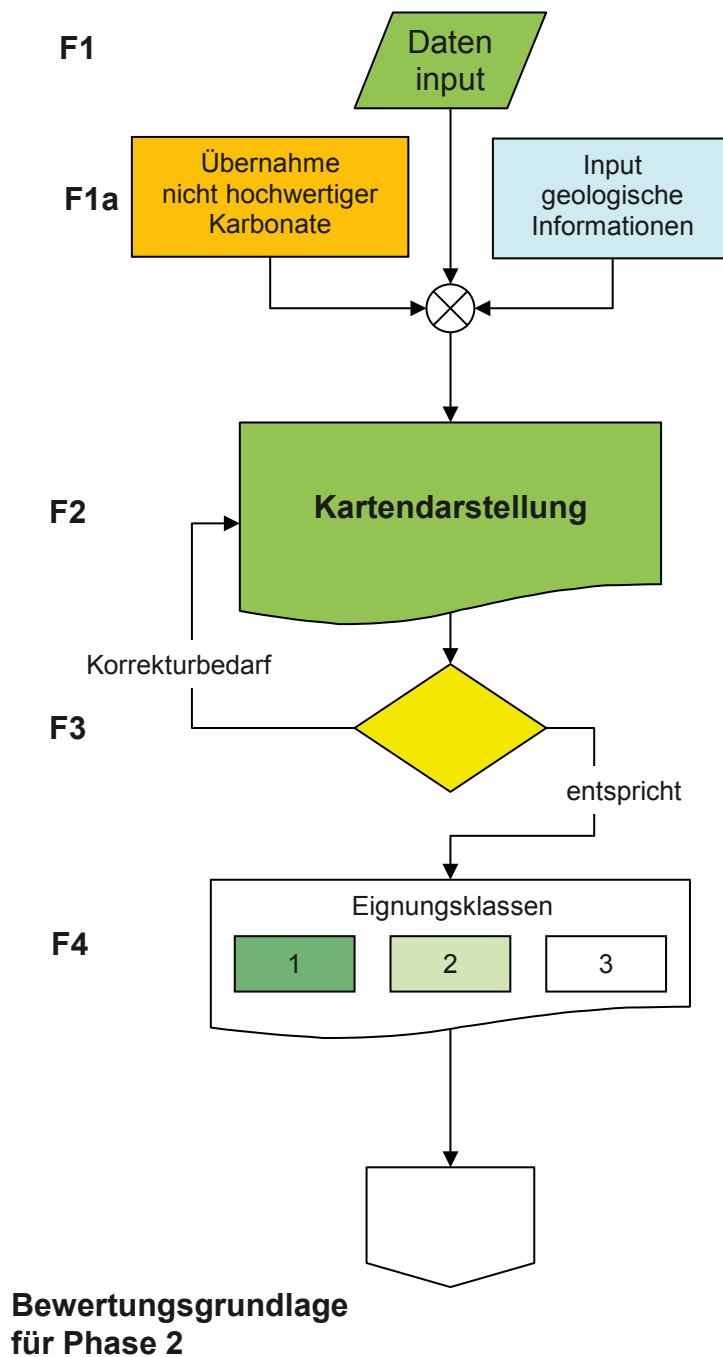 F1
Daten
input
F1a
Übernahme
nicht hochwertiger
Karbonate
Input
geologische
Informationen
F2
Kartendarstellung
Korrekturbedarf
F3
entspricht
F4
Eignungsklassen
1
2
3
Bewertungsgrundlage
für Phase 2